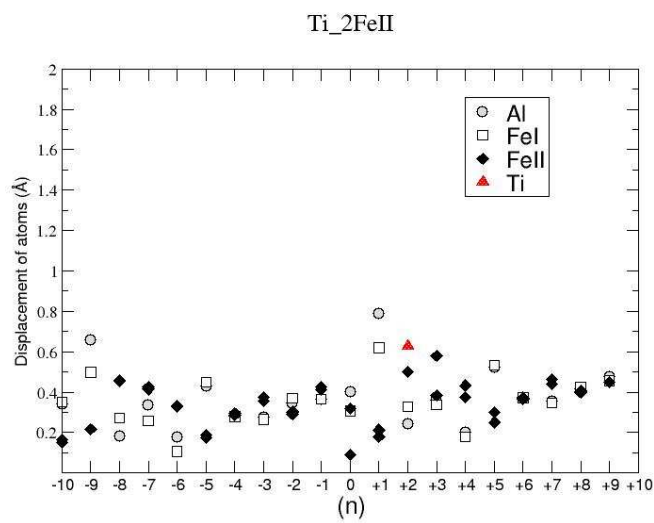 Ti_2FeII
2
1.8
1.6
1.4
1.2
1
0.8
0.6
0.4
0.2
Displacement of atoms (Å)
Al
FeI
FeII
Ti
-10 -9 -8 -7 -6 -5 -4 -3 -2 -1 0 +1 +2 +3 +4 +5 +6 +7 +8 +9 +10
(n)